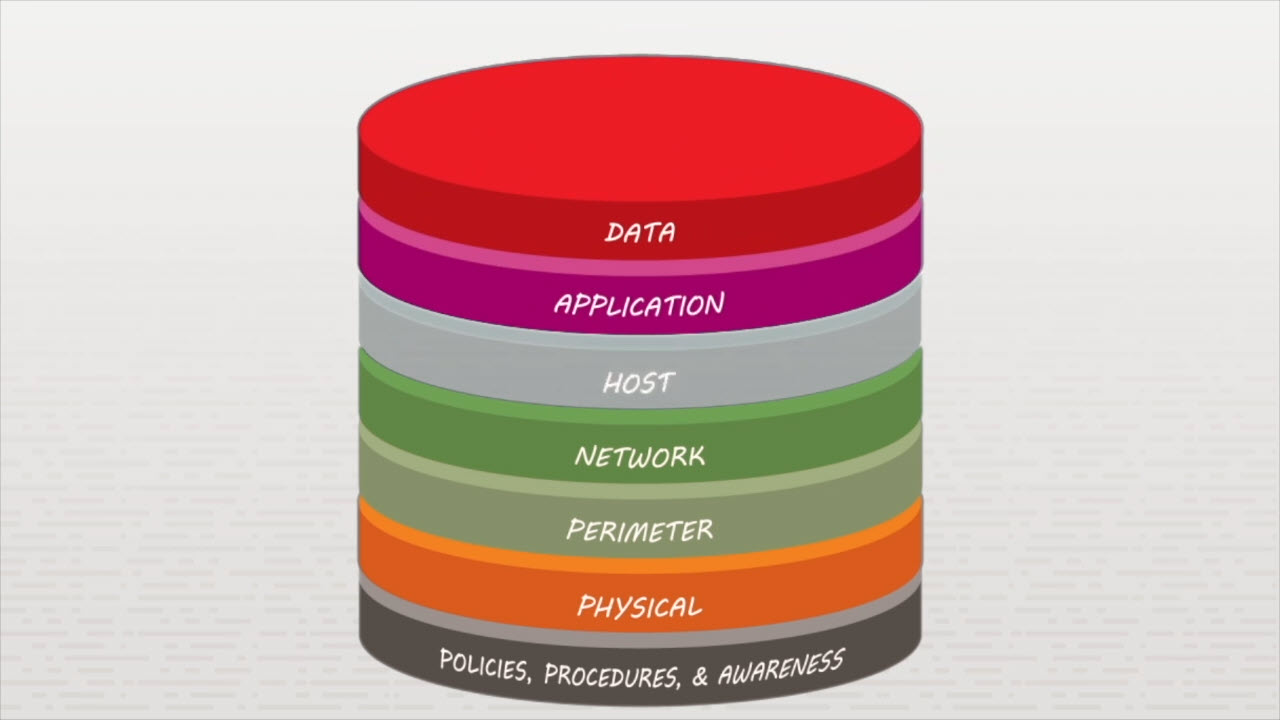 DATA
APPLICATION
HOST
NETWORK
PERIMETER
PHYSICAL
POLICIES, PROCEDURES, & AWARENESS